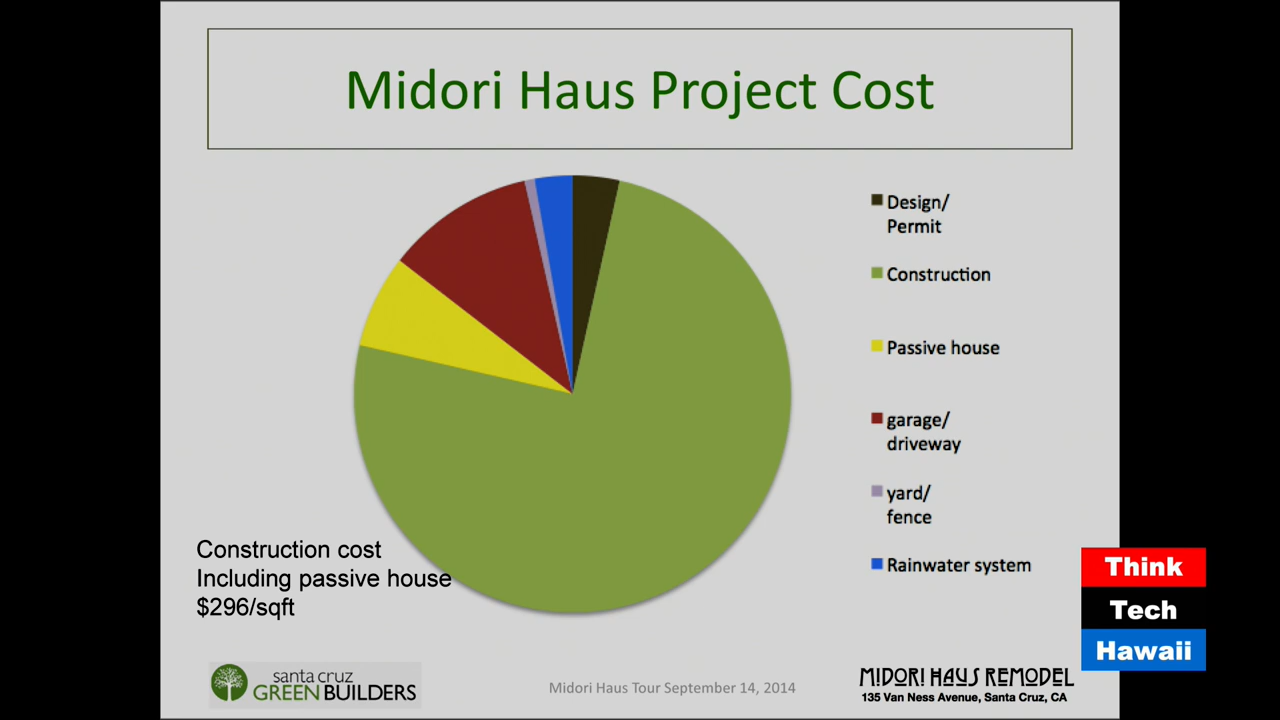 Midori Haus Project Cost
Design/
Permit
Construction
Passive house
garage/
driveway
yard/
fence
Rainwater system
Construction cost
Including passive house
$296/sqft
Think
Tech
Hawaii
santa cruz
GREEN BUILDERS
Midori Haus Tour September 14, 2014
MIDORI HAUS REMODEL
135 Van Ness Avenue, Santa Cruz, CA